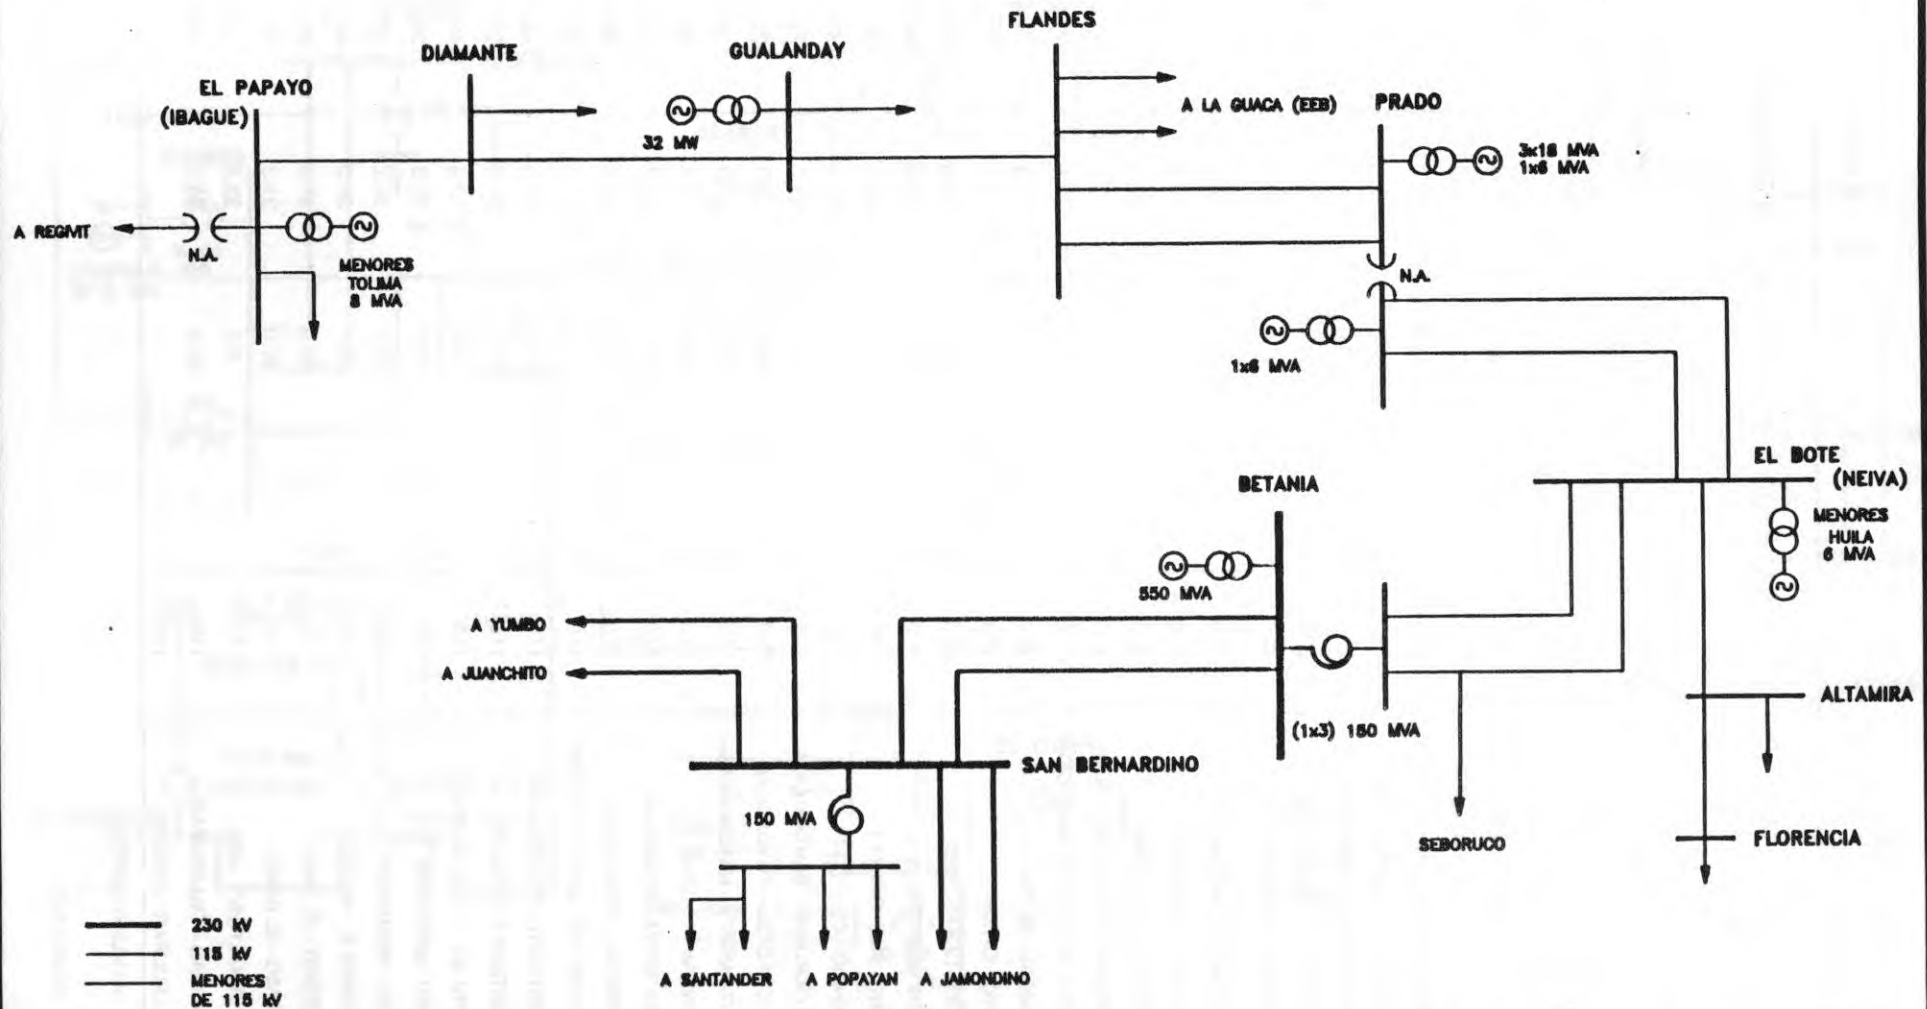 FLANDES
DIAMANTE
GUALANDAY
EL PAPAYO
(IBAGUE)
A LA GUACA (EEB)
PRADO
32 MW
3x18 MVA
1x6 MVA
A REGIVIT
N.A.
MENORES
TOLIMA
8 MVA
N.A.
1x6 MVA
EL BOTE
(NEIVA)
BETANIA
MENORES
HUILA
6 MVA
550 MVA
A YUMBO
A JUANCHITO
ALTAMIRA
(1x3) 150 MVA
SAN BERNARDINO
150 MVA
SEBORUCO
FLORENCIA
230 kV
115 kV
MENORES
DE 115 kV
A SANTANDER
A POPAYAN
A JAMONDINO